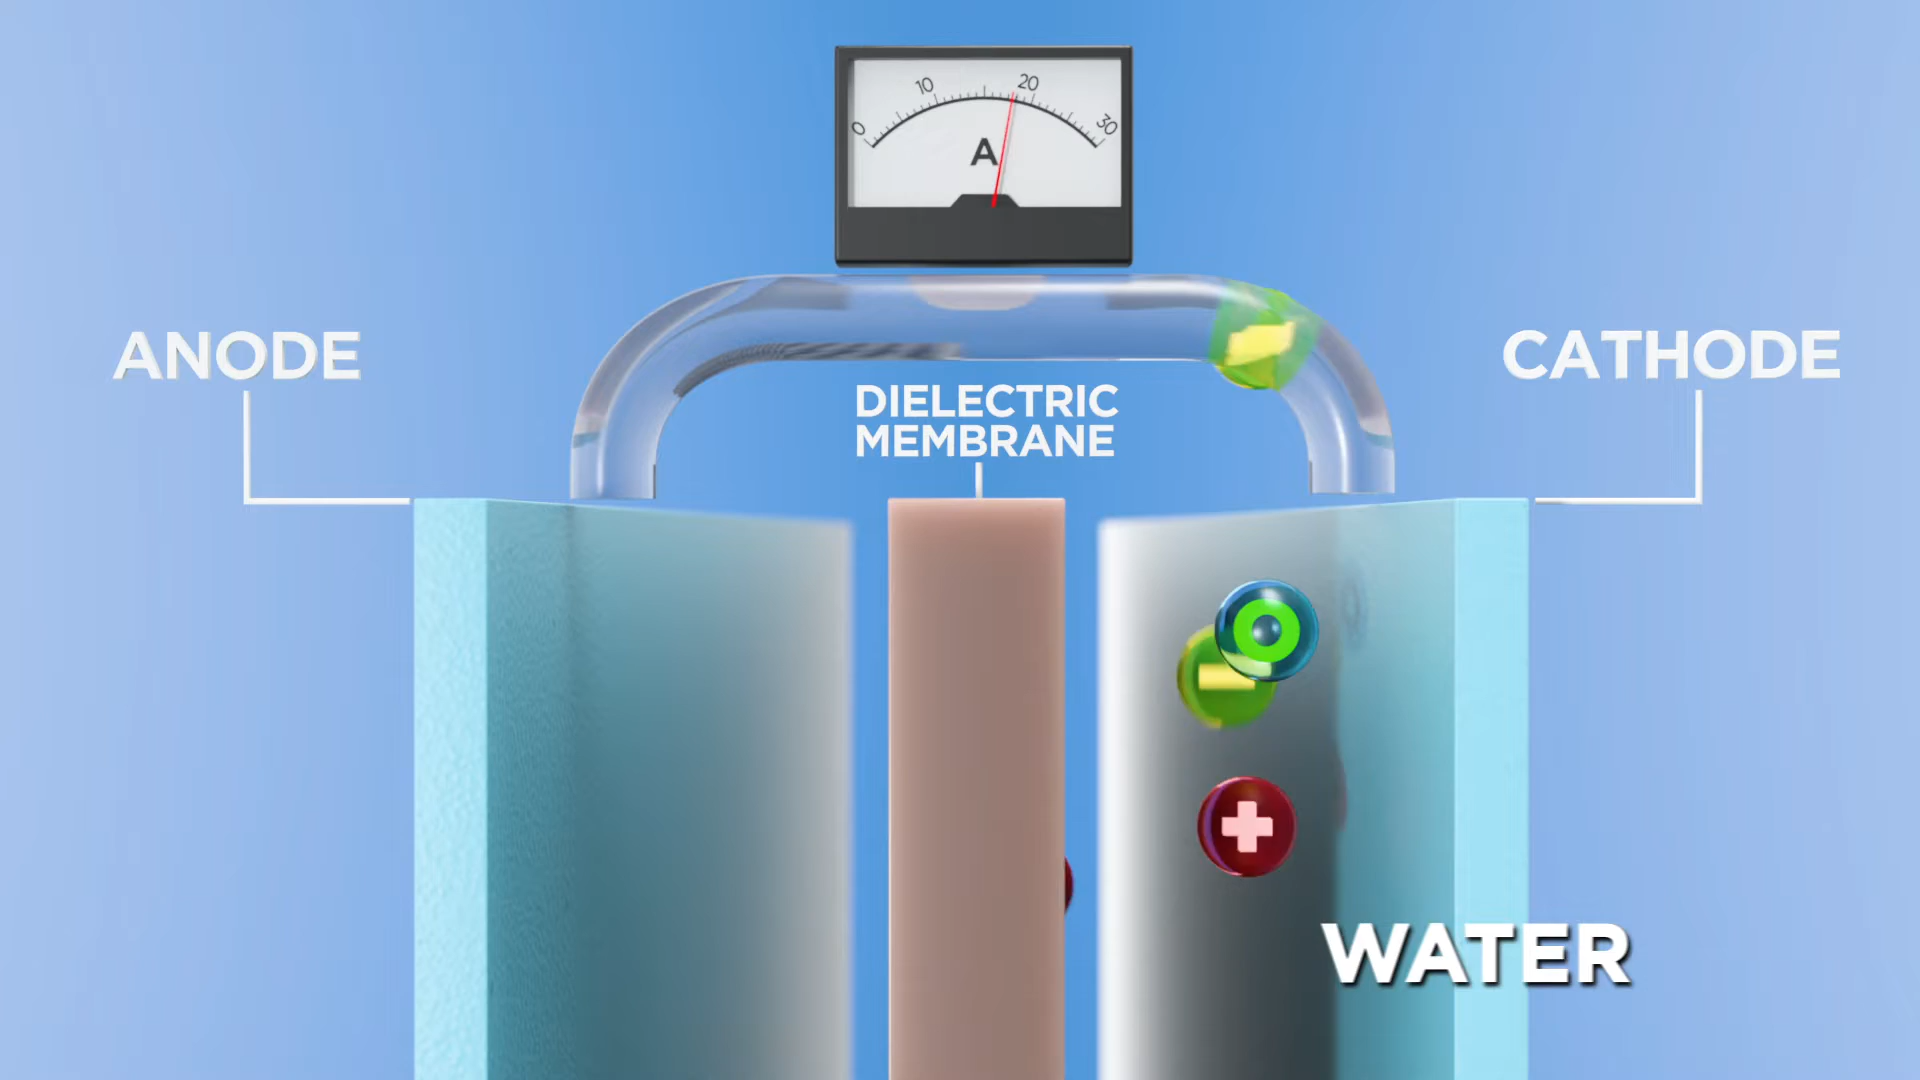 0 10 20 30
A
ANODE
CATHODE
DIELECTRIC
MEMBRANE
WATER